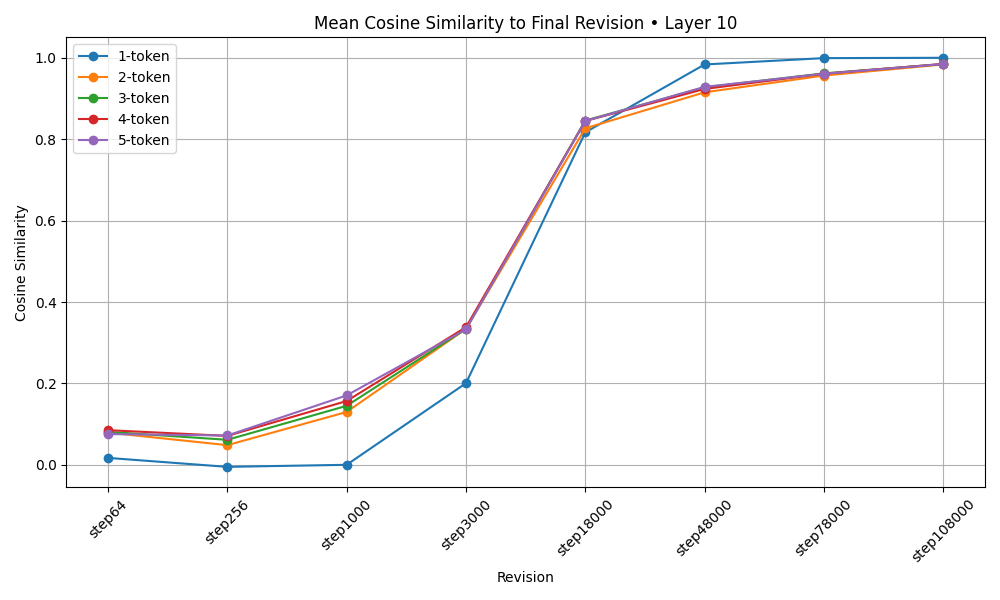 Mean Cosine Similarity to Final Revision • Layer 10
1-token
2-token
3-token
4-token
5-token
Cosine Similarity
1.0
0.8
0.6
0.4
0.2
0.0
step64
step256
step1000
step3000
step18000
step48000
step78000
step108000
Revision